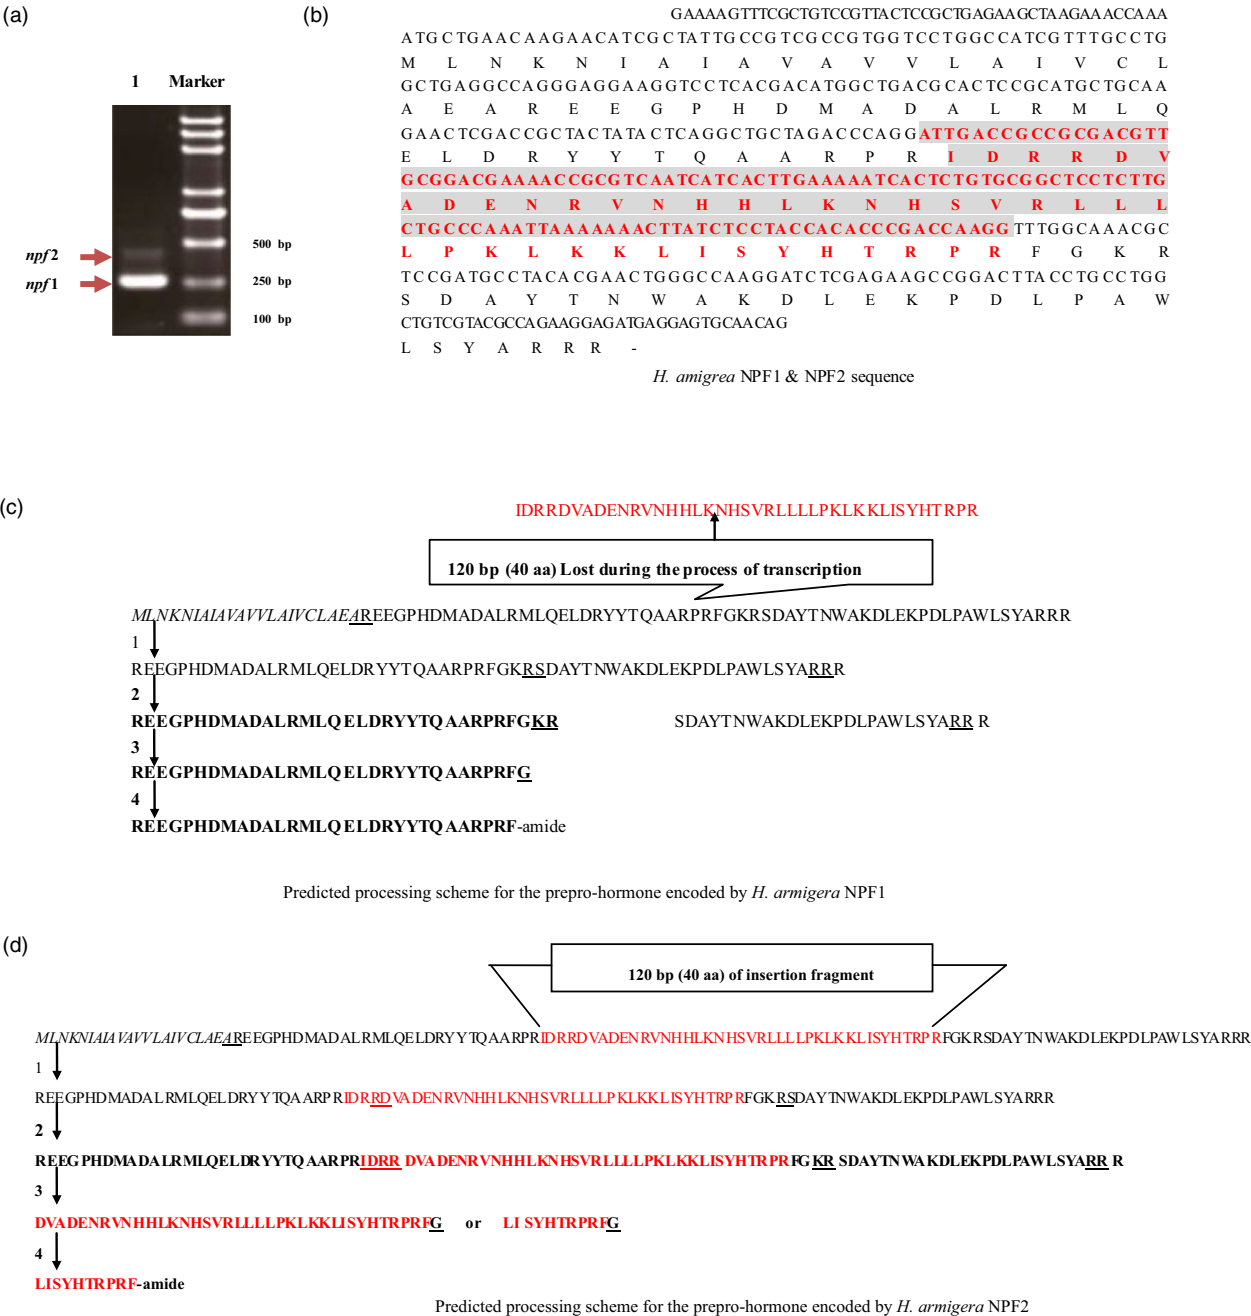 (a)
1 Marker
500 bp
npf2
250 bp
npf1
100 bp
(b)
GAAAAGTTTCGCTGTCCGTTACTCCGCTGAGAAGCTAAGAAACCAAA
ATGCTGAACAAGAACATCGCTATTGCCGTCGCCGTGGTCCTGGCCATCGTTTGCCTG
M L N K N I A I A V A V V L A I V C L
GCTGAGGCCAGGGAGGAAGGTCCTCACGACATGGCTGACGCACTCCGCATGCTGCAA
A E A R E E G P H D M A D A L R M L Q
GAACTCGACCGCTACTATACTCAGGCTGCTAGACCCAGGATTGACCGCCGCGACGTT
E L D R Y Y T Q A A R P R I D R R D V
GCGGACGAAAACCGCGTCAATCATCACTTGAAAAATCACTCTGTGCGGCTCCTCTTG
A D E N R V N H H L K N H S V R L L L
CTGCCCAAATTAAAAAAACTTATCTCCTACCACACCCGACCAAGGTTTGGCAAACGC
L P K L K K L I S Y H T R P R F G K R
TCCGATGCCTACACGAACTGGGCCAAGGATCTCGAGAAGCCGGACTTACCTGCCTGG
S D A Y T N W A K D L E K P D L P A W
CTGTCGTACGCCAGAAGGAGATGAGGAGTGCAACAG
L S Y A R R R -
H. amigrea NPF1 & NPF2 sequence
(c)
IDRRDVADENRVNHHLKNHSVRLLLLPKLKKLISYHTRPR
120 bp (40 aa) Lost during the process of transcription
MLNKNIAIAVAVVLAIVCLAEAREEGPHDMADALRMLQELDRYYTQAARPRFGKRSDAYTNWAKDLEKPDLPAWLSYARRR
1
REEGPHDMADALRMLQELDRYYTQAARPRFGKRSDAYTNWAKDLEKPDLPAWLSYARRR
2
REEGPHDMADALRMLQELDRYYTQAARPRFGKR SDAYTNWAKDLEKPDLPAWLSYARR R
3
REEGPHDMADALRMLQELDRYYTQAARPRFG
4
REEGPHDMADALRMLQELDRYYTQAARPRF-amide
Predicted processing scheme for the prepro-hormone encoded by H. armigera NPF1
(d)
120 bp (40 aa) of insertion fragment
MLNKNIAIAVAVVLAIVCLAEAREEGPHDMADALRMLQELDRYYTQAARPRIDRRDVADENRVNHHLKNHSVRLLLLPKLKKLISYHTRPRFGKRSDAYTNWAKDLEKPDLPAWLSYARRR
1
REEGPHDMADALRMLQELDRYYTQAARPRIDRRDVADENRVNHHLKNHSVRLLLLPKLKKLISYHTRPRFGKRSDAYTNWAKDLEKPDLPAWLSYARRR
2
REEGPHDMADALRMLQELDRYYTQAARPRIDRR DVADENRVNHHLKNHSVRLLLLPKLKKLISYHTRPRFGKR SDAYTNWAKDLEKPDLPAWLSYARR R
3
DVADENRVNHHLKNHSVRLLLLPKLKKLISYHTRPRFG or LISYHTRPRFG
4
LISYHTRPRF-amide
Predicted processing scheme for the prepro-hormone encoded by H. armigera NPF2